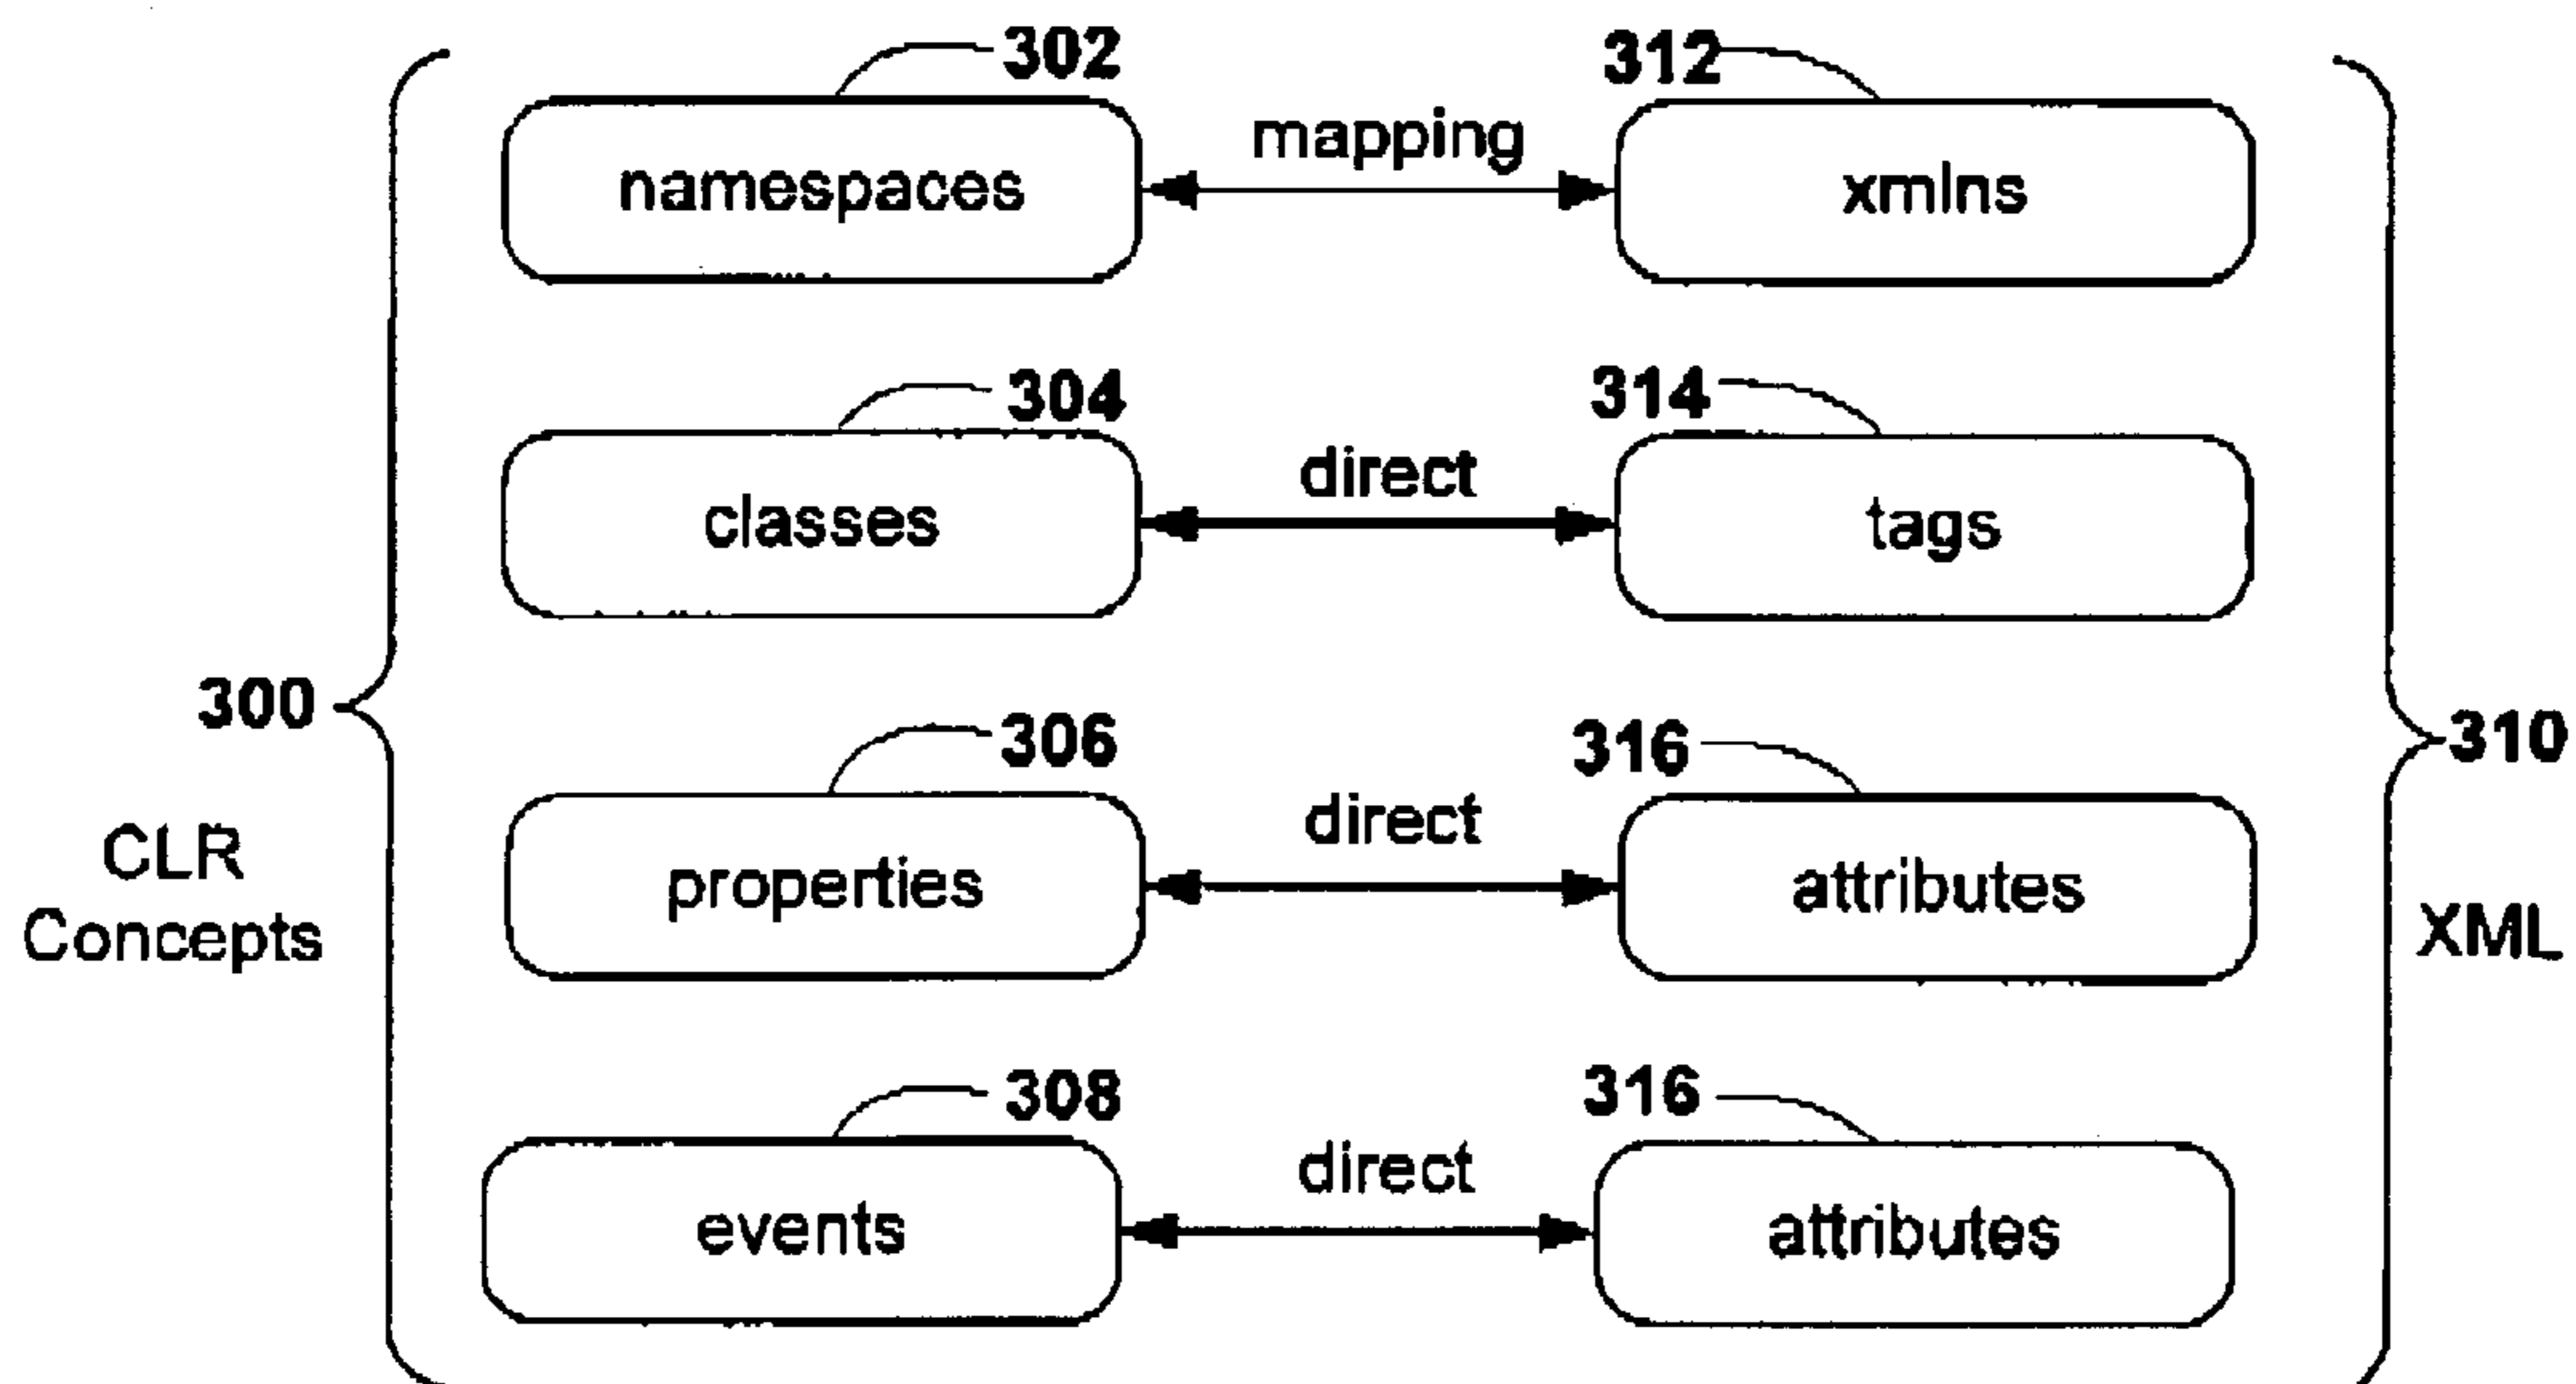 302
312
namespaces
mapping
xmlns
304
314
classes
direct
tags
300
306
316
310
properties
direct
attributes
CLR
Concepts
XML
308
316
events
direct
attributes